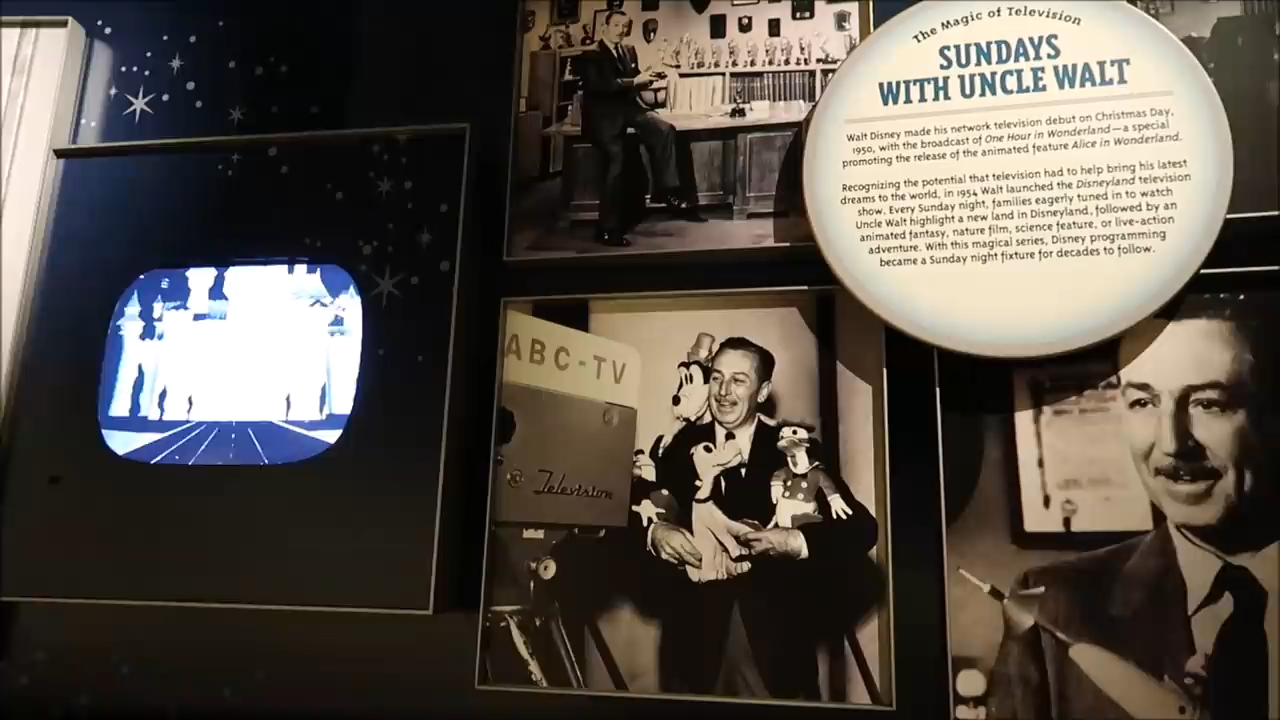 The Magic of Television
SUNDAYS
WITH UNCLE WALT
Walt Disney made his network television debut on Christmas Day,
1950, with the broadcast of One Hour in Wonderland—a special
promoting the release of the animated feature Alice in Wonderland.
Recognizing the potential that television had to help bring his latest
dreams to the world, in 1954 Walt launched the Disneyland television
show. Every Sunday night, families eagerly tuned in to watch
Uncle Walt highlight a new land in Disneyland, followed by an
animated fantasy, nature film, science feature, or live-action
adventure. With this magical series, Disney programming
became a Sunday night fixture for decades to follow.
ABC-TV
Television